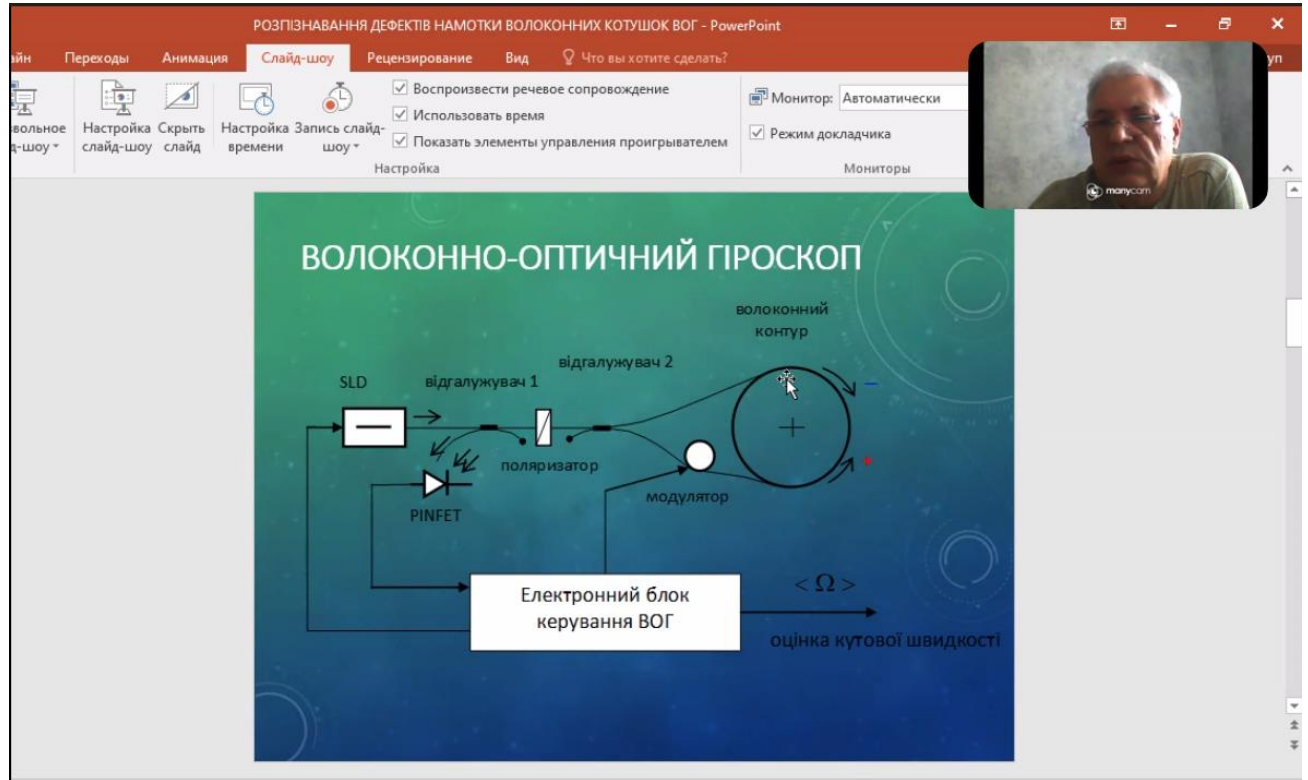 РОЗПІЗНАВАННЯ ДЕФЕКТІВ НАМОТКИ ВОЛОКОННИХ КОТУШОК ВОГ - PowerPoint
Переходы Анимация Слайд-шоу Рецензирование Вид Что вы хотите сделать?
Настройка слайд-шоу
Скрыть слайд
Настройка времени
Запись слайд-шоу
Воспроизвести речевое сопровождение
Использовать время
Показать элементы управления проигрывателем
Настройка
Монитор: Автоматически
Режим докладчика
Мониторы
manycam
ВОЛОКОННО-ОПТИЧНИЙ ГІРОСКОП
волоконний
контур
відгалужувач 2
SLD
відгалужувач 1
–
+
поляризатор
модулятор
PINFET
Електронний блок
керування ВОГ
< Ω >
оцінка кутової швидкості